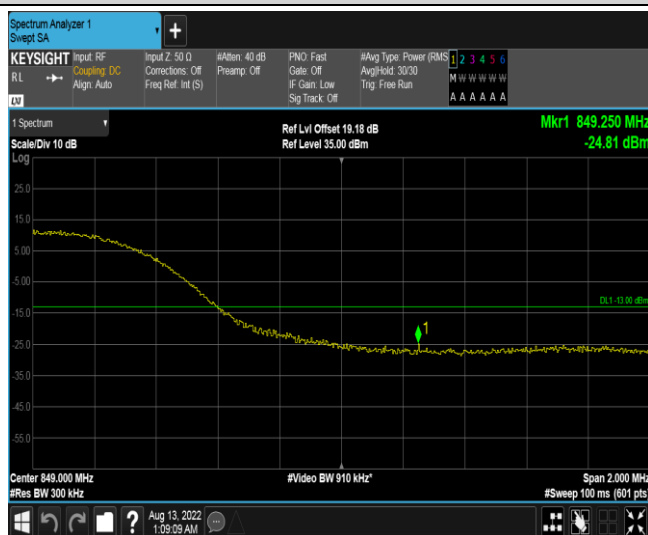 Spectrum Analyzer 1
Swept SA
+
KEYSIGHT
RL
Input: RF
Coupling: DC
Align: Auto
Input Z: 50 Ω
Corrections: Off
Freq Ref: Int (S)
#Atten: 40 dB
Preamp: Off
PNO: Fast
Gate: Off
IF Gain: Low
Sig Track: Off
#Avg Type: Power (RMS
Avg|Hold: 30/30
Trig: Free Run
1 2 3 4 5 6
M W W W W W
A A A A A A
LXI
1 Spectrum
Scale/Div 10 dB
Ref Lvl Offset 19.18 dB
Ref Level 35.00 dBm
Mkr1 849.250 MHz
-24.81 dBm
Log
25.0
15.0
5.00
-5.00
DL1 -13.00 dBm
-15.0
1
-25.0
-35.0
-45.0
-55.0
Center 849.000 MHz
#Video BW 910 kHz*
Span 2.000 MHz
#Res BW 300 kHz
#Sweep 100 ms (601 pts)
?
Aug 13, 2022
1:09:09 AM